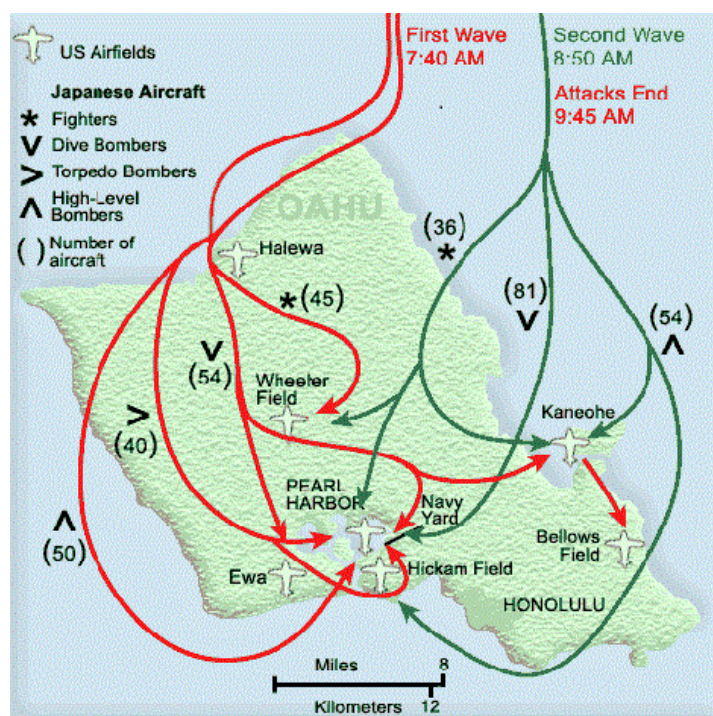 First Wave
7:40 AM
Second Wave
8:50 AM
Attacks End
9:45 AM
US Airfields
Japanese Aircraft
* Fighters
V Dive Bombers
> Torpedo Bombers
Λ High-Level
Bombers
( ) Number of
aircraft
OAHU
(36)
*
Halewa
*(45)
(81)
V
(54)
Λ
V
(54)
Wheeler
Field
>
(40)
Kaneohe
PEARL
HARBOR
Navy
Yard
Λ
(50)
Bellows
Field
Ewa
Hickam Field
HONOLULU
Miles
8
Kilometers
12